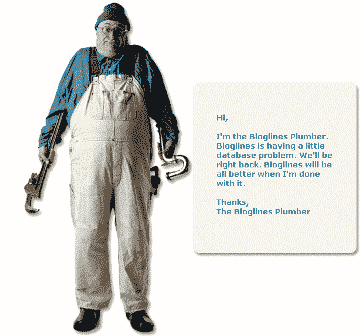 Hi,
I'm the Bloglines Plumber.
Bloglines is having a little
database problem. We'll be
right back. Bloglines will be
all better when I'm done
with it.
Thanks,
The Bloglines Plumber